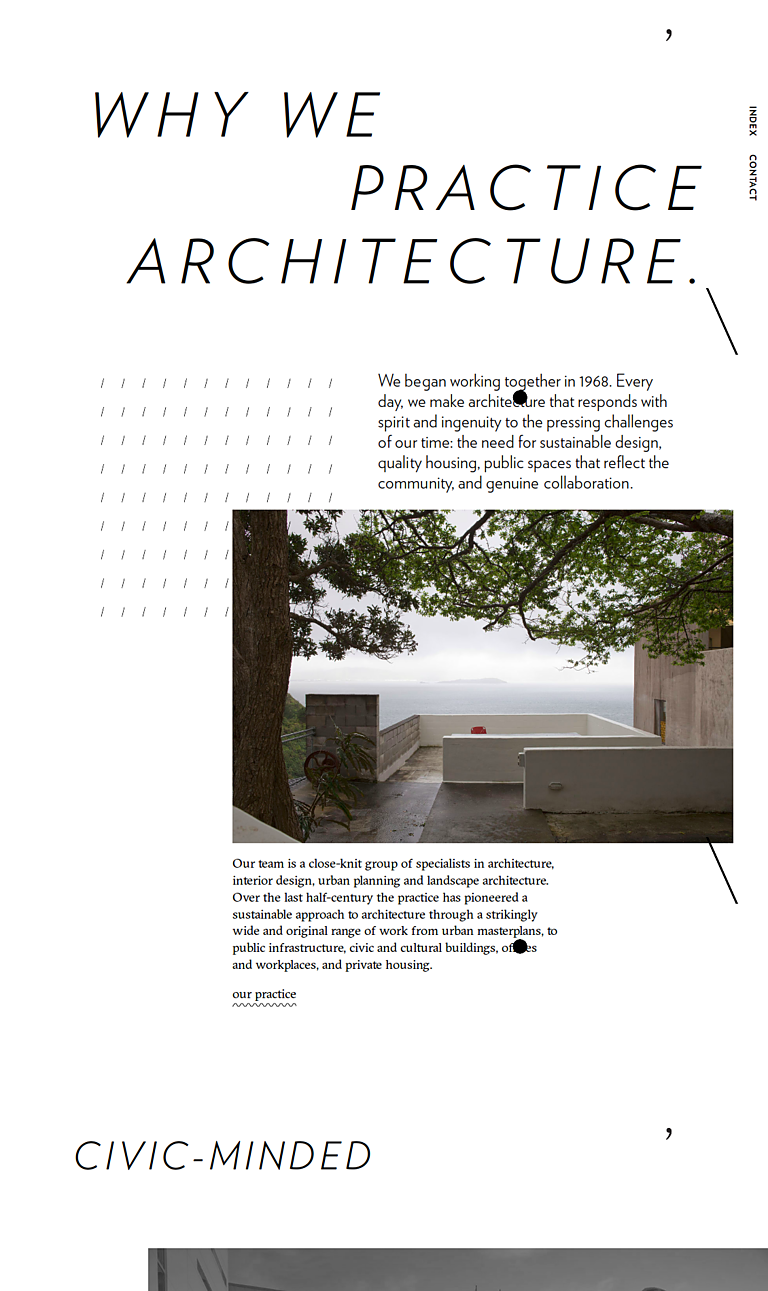 ,
WHY WE
PRACTICE
ARCHITECTURE.
INDEX
CONTACT
We began working together in 1968. Every
day, we make architecture that responds with
spirit and ingenuity to the pressing challenges
of our time: the need for sustainable design,
quality housing, public spaces that reflect the
community, and genuine collaboration.
Our team is a close-knit group of specialists in architecture,
interior design, urban planning and landscape architecture.
Over the last half-century the practice has pioneered a
sustainable approach to architecture through a strikingly
wide and original range of work from urban masterplans, to
public infrastructure, civic and cultural buildings, offices
and workplaces, and private housing.
our practice
,
CIVIC-MINDED